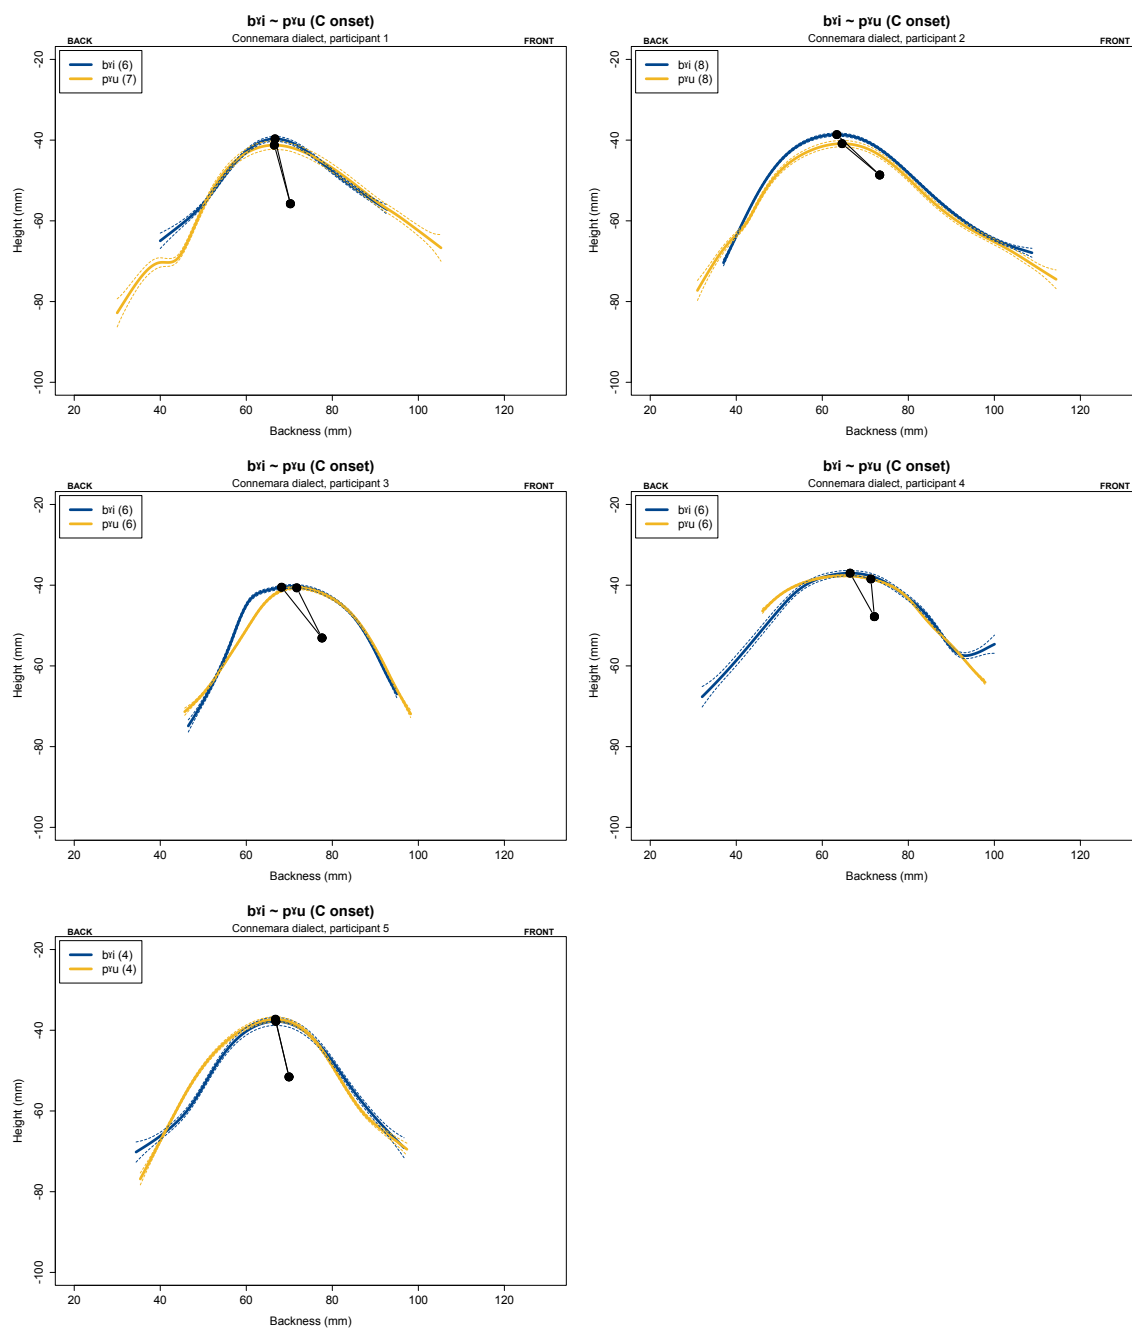 bˠi ~ pˠu (C onset)
Connemara dialect, participant 1
BACK
FRONT
bˠi (6)
pˠu (7)
-20
-40
-60
-80
-100
Height (mm)
20 40 60 80 100 120
Backness (mm)
bˠi ~ pˠu (C onset)
Connemara dialect, participant 2
BACK
FRONT
bˠi (8)
pˠu (8)
-20
-40
-60
-80
-100
Height (mm)
20 40 60 80 100 120
Backness (mm)
bˠi ~ pˠu (C onset)
Connemara dialect, participant 3
BACK
FRONT
bˠi (6)
pˠu (6)
-20
-40
-60
-80
-100
Height (mm)
20 40 60 80 100 120
Backness (mm)
bˠi ~ pˠu (C onset)
Connemara dialect, participant 4
BACK
FRONT
bˠi (6)
pˠu (6)
-20
-40
-60
-80
-100
Height (mm)
20 40 60 80 100 120
Backness (mm)
bˠi ~ pˠu (C onset)
Connemara dialect, participant 5
BACK
FRONT
bˠi (4)
pˠu (4)
-20
-40
-60
-80
-100
Height (mm)
20 40 60 80 100 120
Backness (mm)